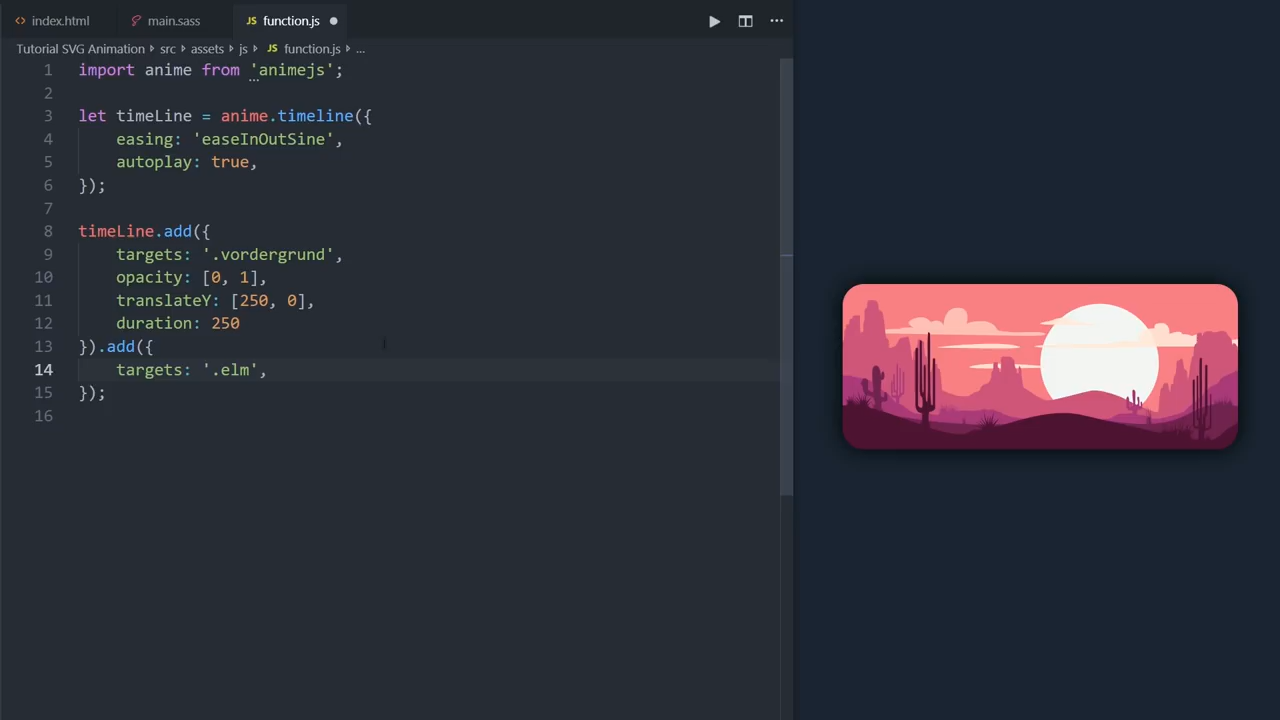 <> index.html
main.sass
JS function.js ●
Tutorial SVG Animation > src > assets > js > JS function.js > ...
1 import anime from 'animejs';
2
3 let timeLine = anime.timeline({
4 easing: 'easeInOutSine',
5 autoplay: true,
6 });
7
8 timeLine.add({
9 targets: '.vordergrund',
10 opacity: [0, 1],
11 translateY: [250, 0],
12 duration: 250
13 }).add({
14 targets: '.elm',
15 });
16